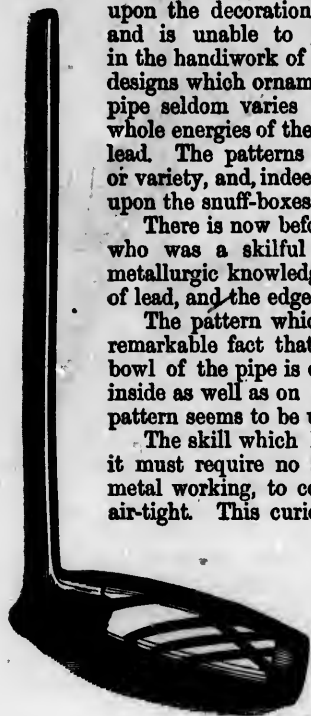 upon the decoration
and is unable to
in the handiwork of
designs which ornam
pipe seldom varies
whole energies of the
lead. The patterns
or variety, and, indee
upon the snuff-boxes
There is now befo
who was a skilful
metallurgic knowledg
of lead, and the edge
The pattern whic
remarkable fact that
bowl of the pipe is
inside as well as on
pattern seems to be
The skill which
it must require no
metal working, to c
air-tight. This curi